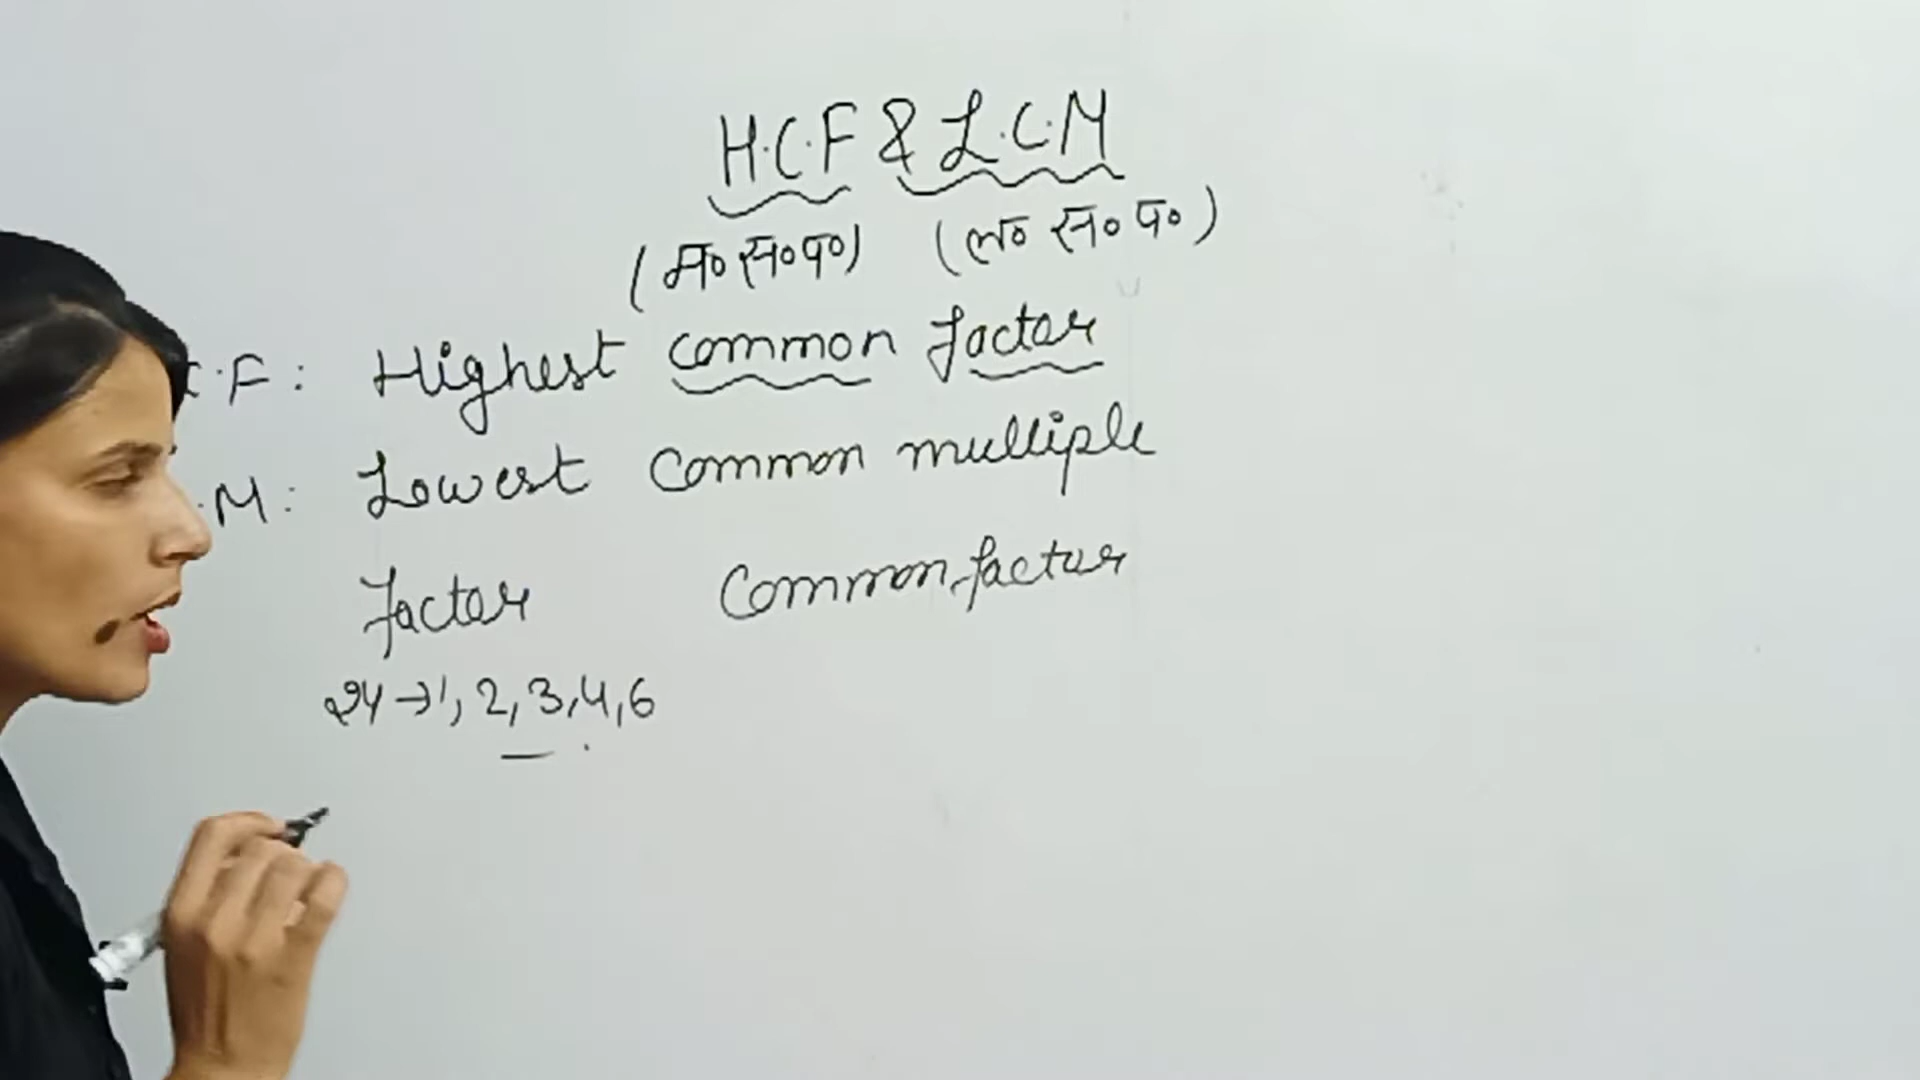 H.C.F & L.C.M
(म० स० प०) (ल० स० प०)
.F : Highest common factor
.M : Lowest common multiple
Factor Common factor
24 → 1, 2, 3, 4, 6